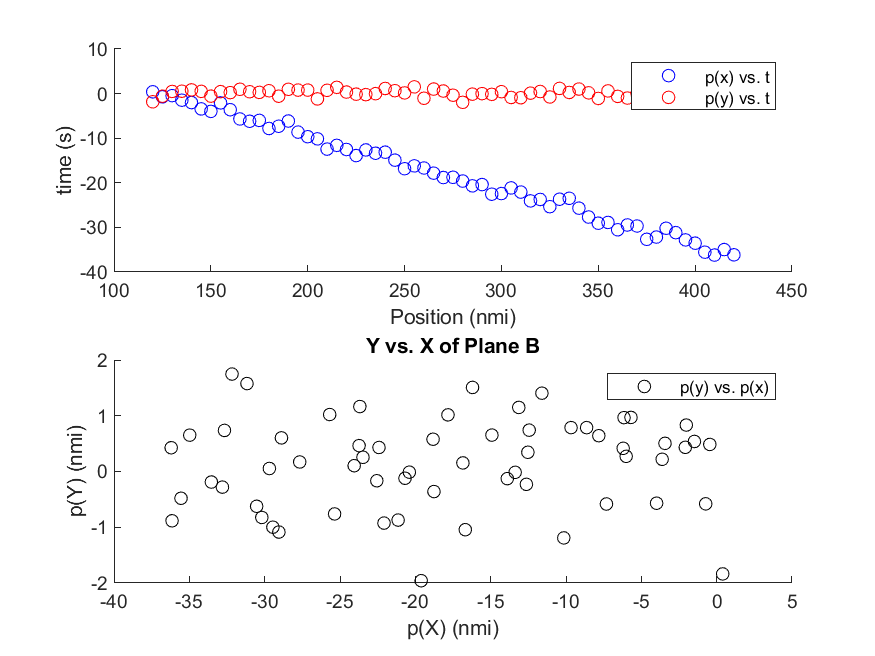 10
0
-10
-20
-30
-40
time (s)
p(x) vs. t
p(y) vs. t
100 150 200 250 300 350 400 450
Position (nmi)
Y vs. X of Plane B
2
1
0
-1
-2
p(Y) (nmi)
p(y) vs. p(x)
-40 -35 -30 -25 -20 -15 -10 -5 0 5
p(X) (nmi)